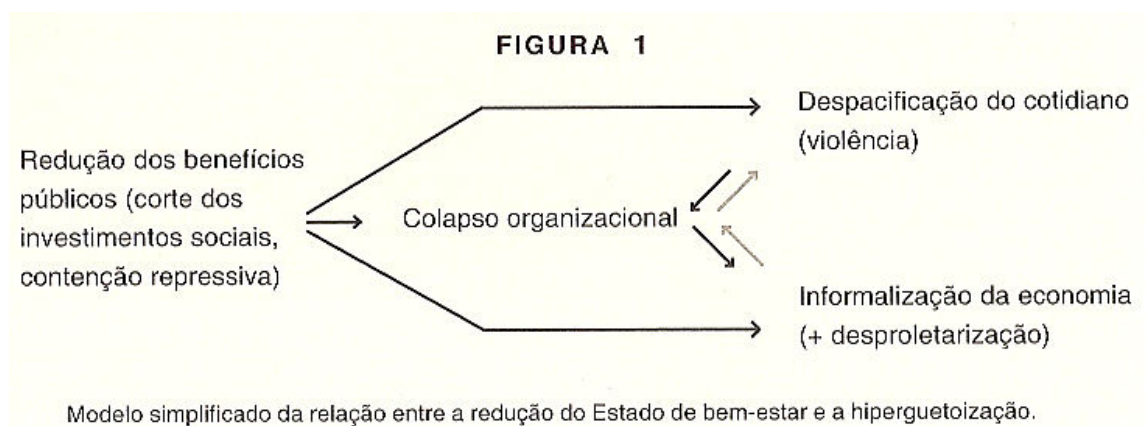 FIGURA 1
Redução dos benefícios
públicos (corte dos
investimentos sociais,
contenção repressiva)
Colapso organizacional
Despacificação do cotidiano
(violência)
Informalização da economia
(+ desproletarização)
Modelo simplificado da relação entre a redução do Estado de bem-estar e a hiperguetoização.